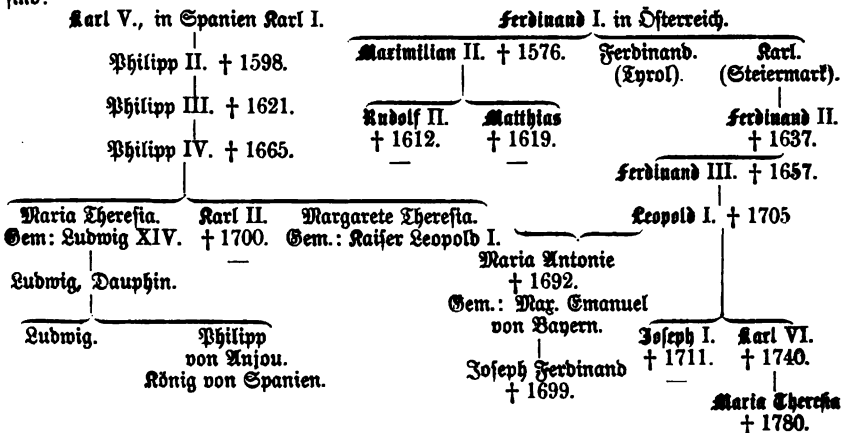 Karl V., in Spanien Karl I.
Philipp II. † 1598.
Philipp III. † 1621.
Philipp IV. † 1665.
Maria Theresia.
Gem: Ludwig XIV.
Karl II.
† 1700.
—
Margarete Theresia.
Gem.: Kaiser Leopold I.
Ludwig, Dauphin.
Ludwig.
Philipp
von Anjou.
König von Spanien.
Ferdinand I. in Österreich.
Maximilian II. † 1576.
Ferdinand.
(Tyrol).
Karl.
(Steiermark).
Rudolf II.
† 1612.
—
Matthias
† 1619.
—
Ferdinand II.
† 1637.
Ferdinand III. † 1657.
Leopold I. † 1705
Maria Antonie
† 1692.
Gem.: Max. Emanuel
von Bayern.
Joseph Ferdinand
† 1699.
Joseph I.
† 1711.
—
Karl VI.
† 1740.
Maria Theresia
† 1780.